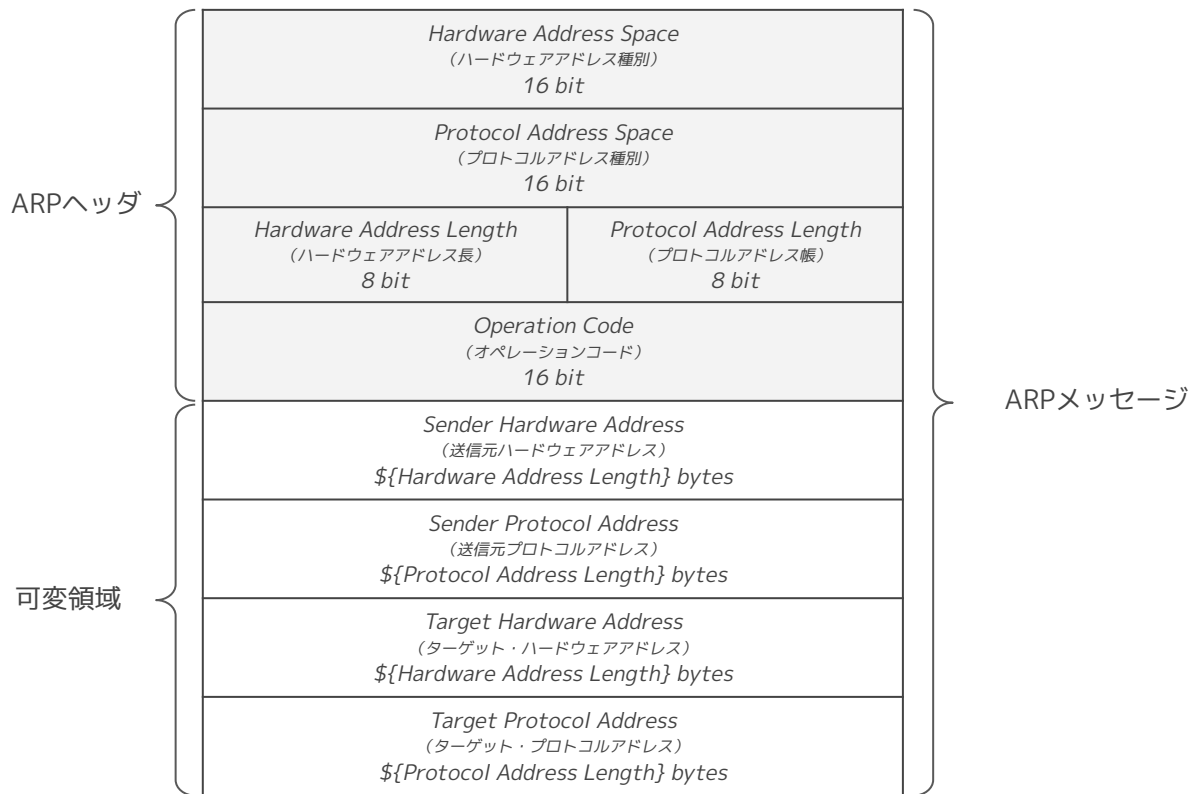 Hardware Address Space
（ハードウェアアドレス種別）
16 bit
Protocol Address Space
（プロトコルアドレス種別）
16 bit
ARPヘッダ
Hardware Address Length
（ハードウェアアドレス長）
8 bit
Protocol Address Length
（プロトコルアドレス帳）
8 bit
Operation Code
（オペレーションコード）
16 bit
ARPメッセージ
Sender Hardware Address
（送信元ハードウェアアドレス）
${Hardware Address Length} bytes
Sender Protocol Address
（送信元プロトコルアドレス）
${Protocol Address Length} bytes
可変領域
Target Hardware Address
（ターゲット・ハードウェアアドレス）
${Hardware Address Length} bytes
Target Protocol Address
（ターゲット・プロトコルアドレス）
${Protocol Address Length} bytes